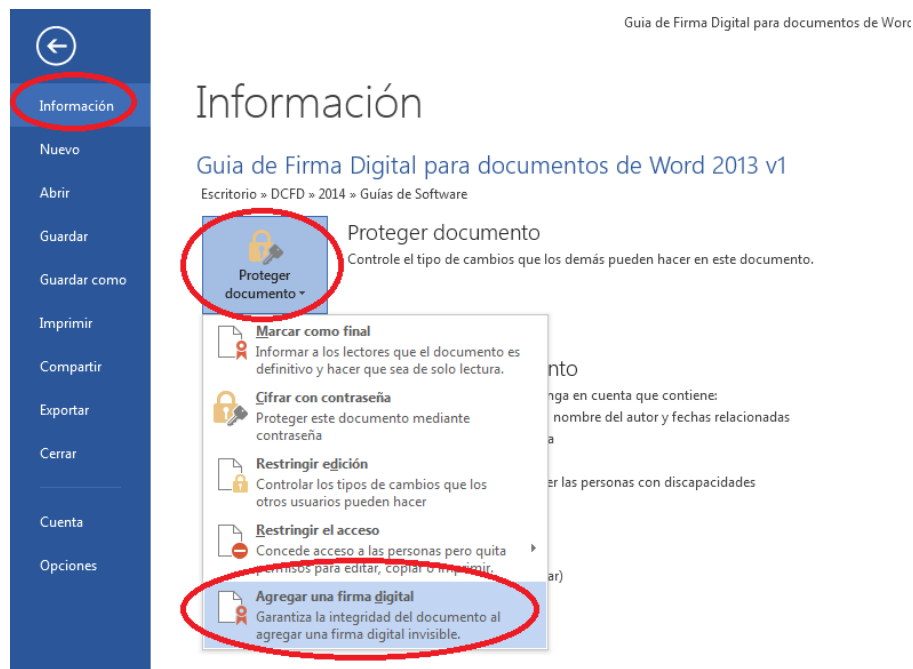 Guia de Firma Digital para documentos de Word
Información
Nuevo
Abrir
Guardar
Guardar como
Imprimir
Compartir
Exportar
Cerrar
Cuenta
Opciones
Información
Guia de Firma Digital para documentos de Word 2013 v1
Escritorio » DCFD » 2014 » Guías de Software
Proteger
documento
Proteger documento
Controle el tipo de cambios que los demás pueden hacer en este documento.
Marcar como final
Informar a los lectores que el documento es
definitivo y hacer que sea de solo lectura.
Cifrar con contraseña
Proteger este documento mediante
contraseña
Restringir edición
Controlar los tipos de cambios que los
otros usuarios pueden hacer
Restringir el acceso
Concede acceso a las personas pero quita
permisos para editar, copiar o imprimir.
Agregar una firma digital
Garantiza la integridad del documento al
agregar una firma digital invisible.
nto
nga en cuenta que contiene:
nombre del autor y fechas relacionadas
a
er las personas con discapacidades
ar)